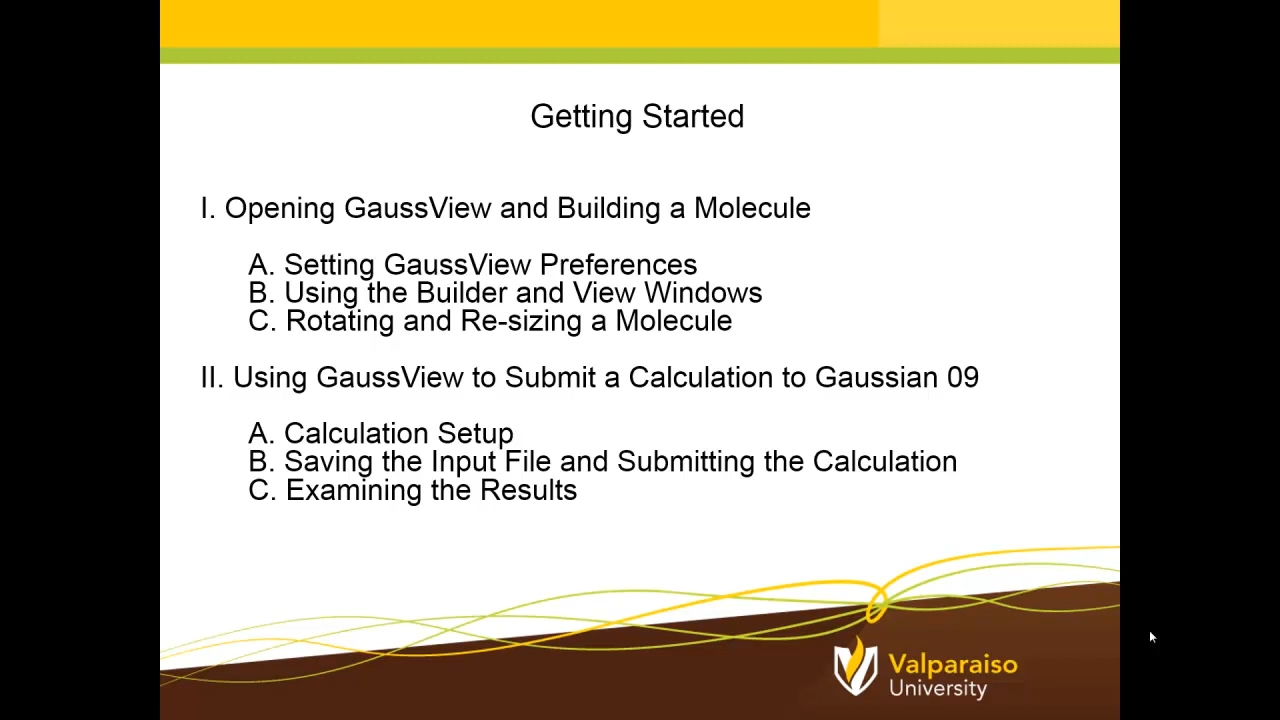 Getting Started
I. Opening GaussView and Building a Molecule
A. Setting GaussView Preferences
B. Using the Builder and View Windows
C. Rotating and Re-sizing a Molecule
II. Using GaussView to Submit a Calculation to Gaussian 09
A. Calculation Setup
B. Saving the Input File and Submitting the Calculation
C. Examining the Results
Valparaiso
University